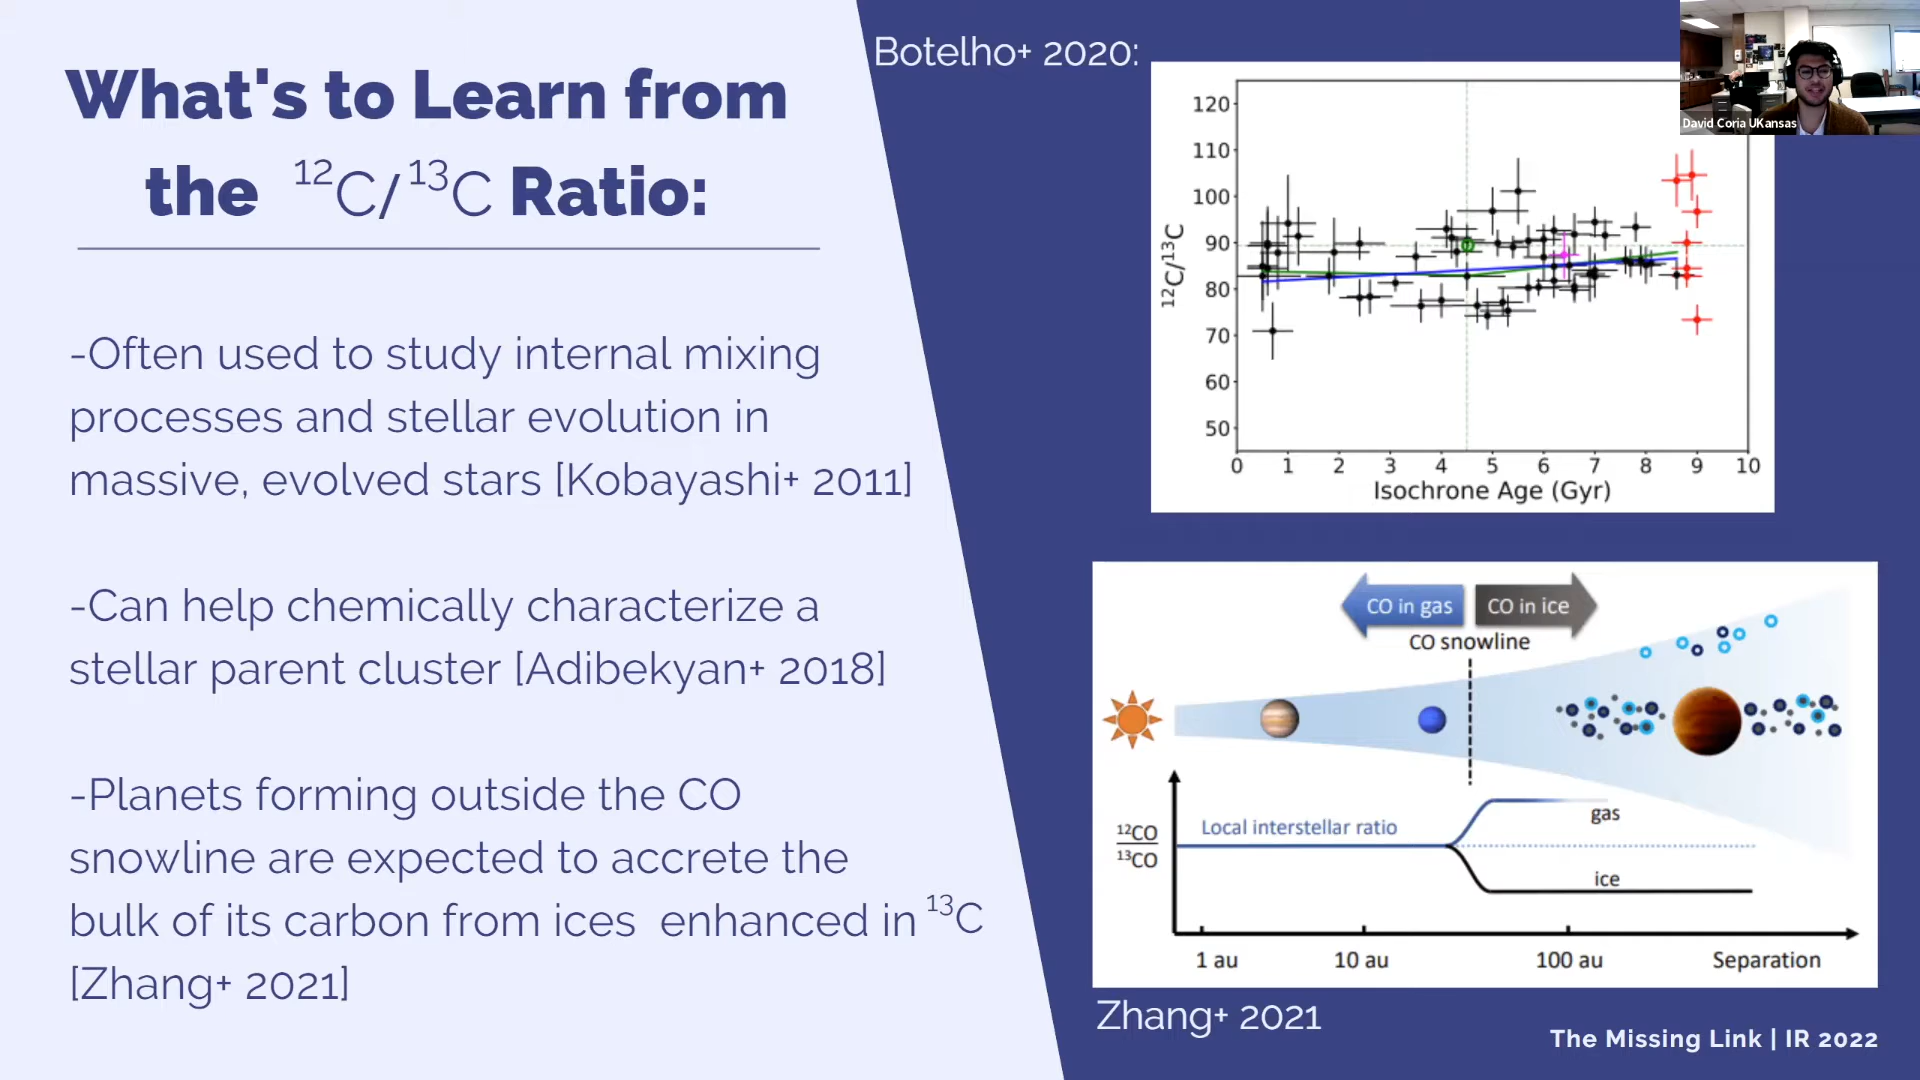 What's to Learn from
the ¹²C/¹³C Ratio:
-Often used to study internal mixing
processes and stellar evolution in
massive, evolved stars [Kobayashi+ 2011]
-Can help chemically characterize a
stellar parent cluster [Adibekyan+ 2018]
-Planets forming outside the CO
snowline are expected to accrete the
bulk of its carbon from ices enhanced in ¹³C
[Zhang+ 2021]
Botelho+ 2020:
David Coria UKansas
120
110
100
90
80
70
60
50
¹²C/¹³C
0 1 2 3 4 5 6 7 8 9 10
Isochrone Age (Gyr)
CO in gas CO in ice
CO snowline
¹²CO
¹³CO
Local interstellar ratio
gas
ice
1 au 10 au 100 au Separation
Zhang+ 2021
The Missing Link | IR 2022